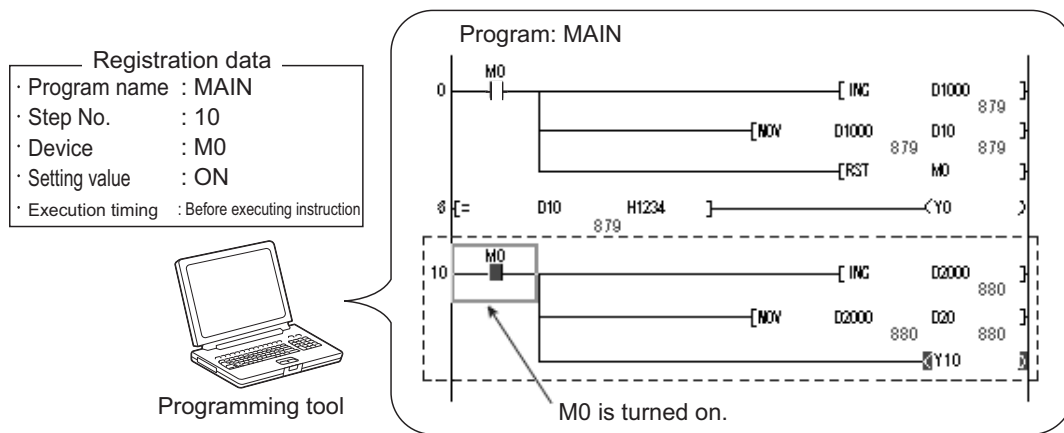 Registration data
· Program name : MAIN
· Step No. : 10
· Device : M0
· Setting value : ON
· Execution timing : Before executing instruction
Programming tool
Program: MAIN
M0
0 [ INC D1000 ]
879
[MOV D1000 D10 ]
879 879
[RST M0 ]
6 [= D10 H1234 ] (Y0 )
879
M0
10 [ INC D2000 ]
880
[MOV D2000 D20 ]
880 880
(Y10 )
M0 is turned on.